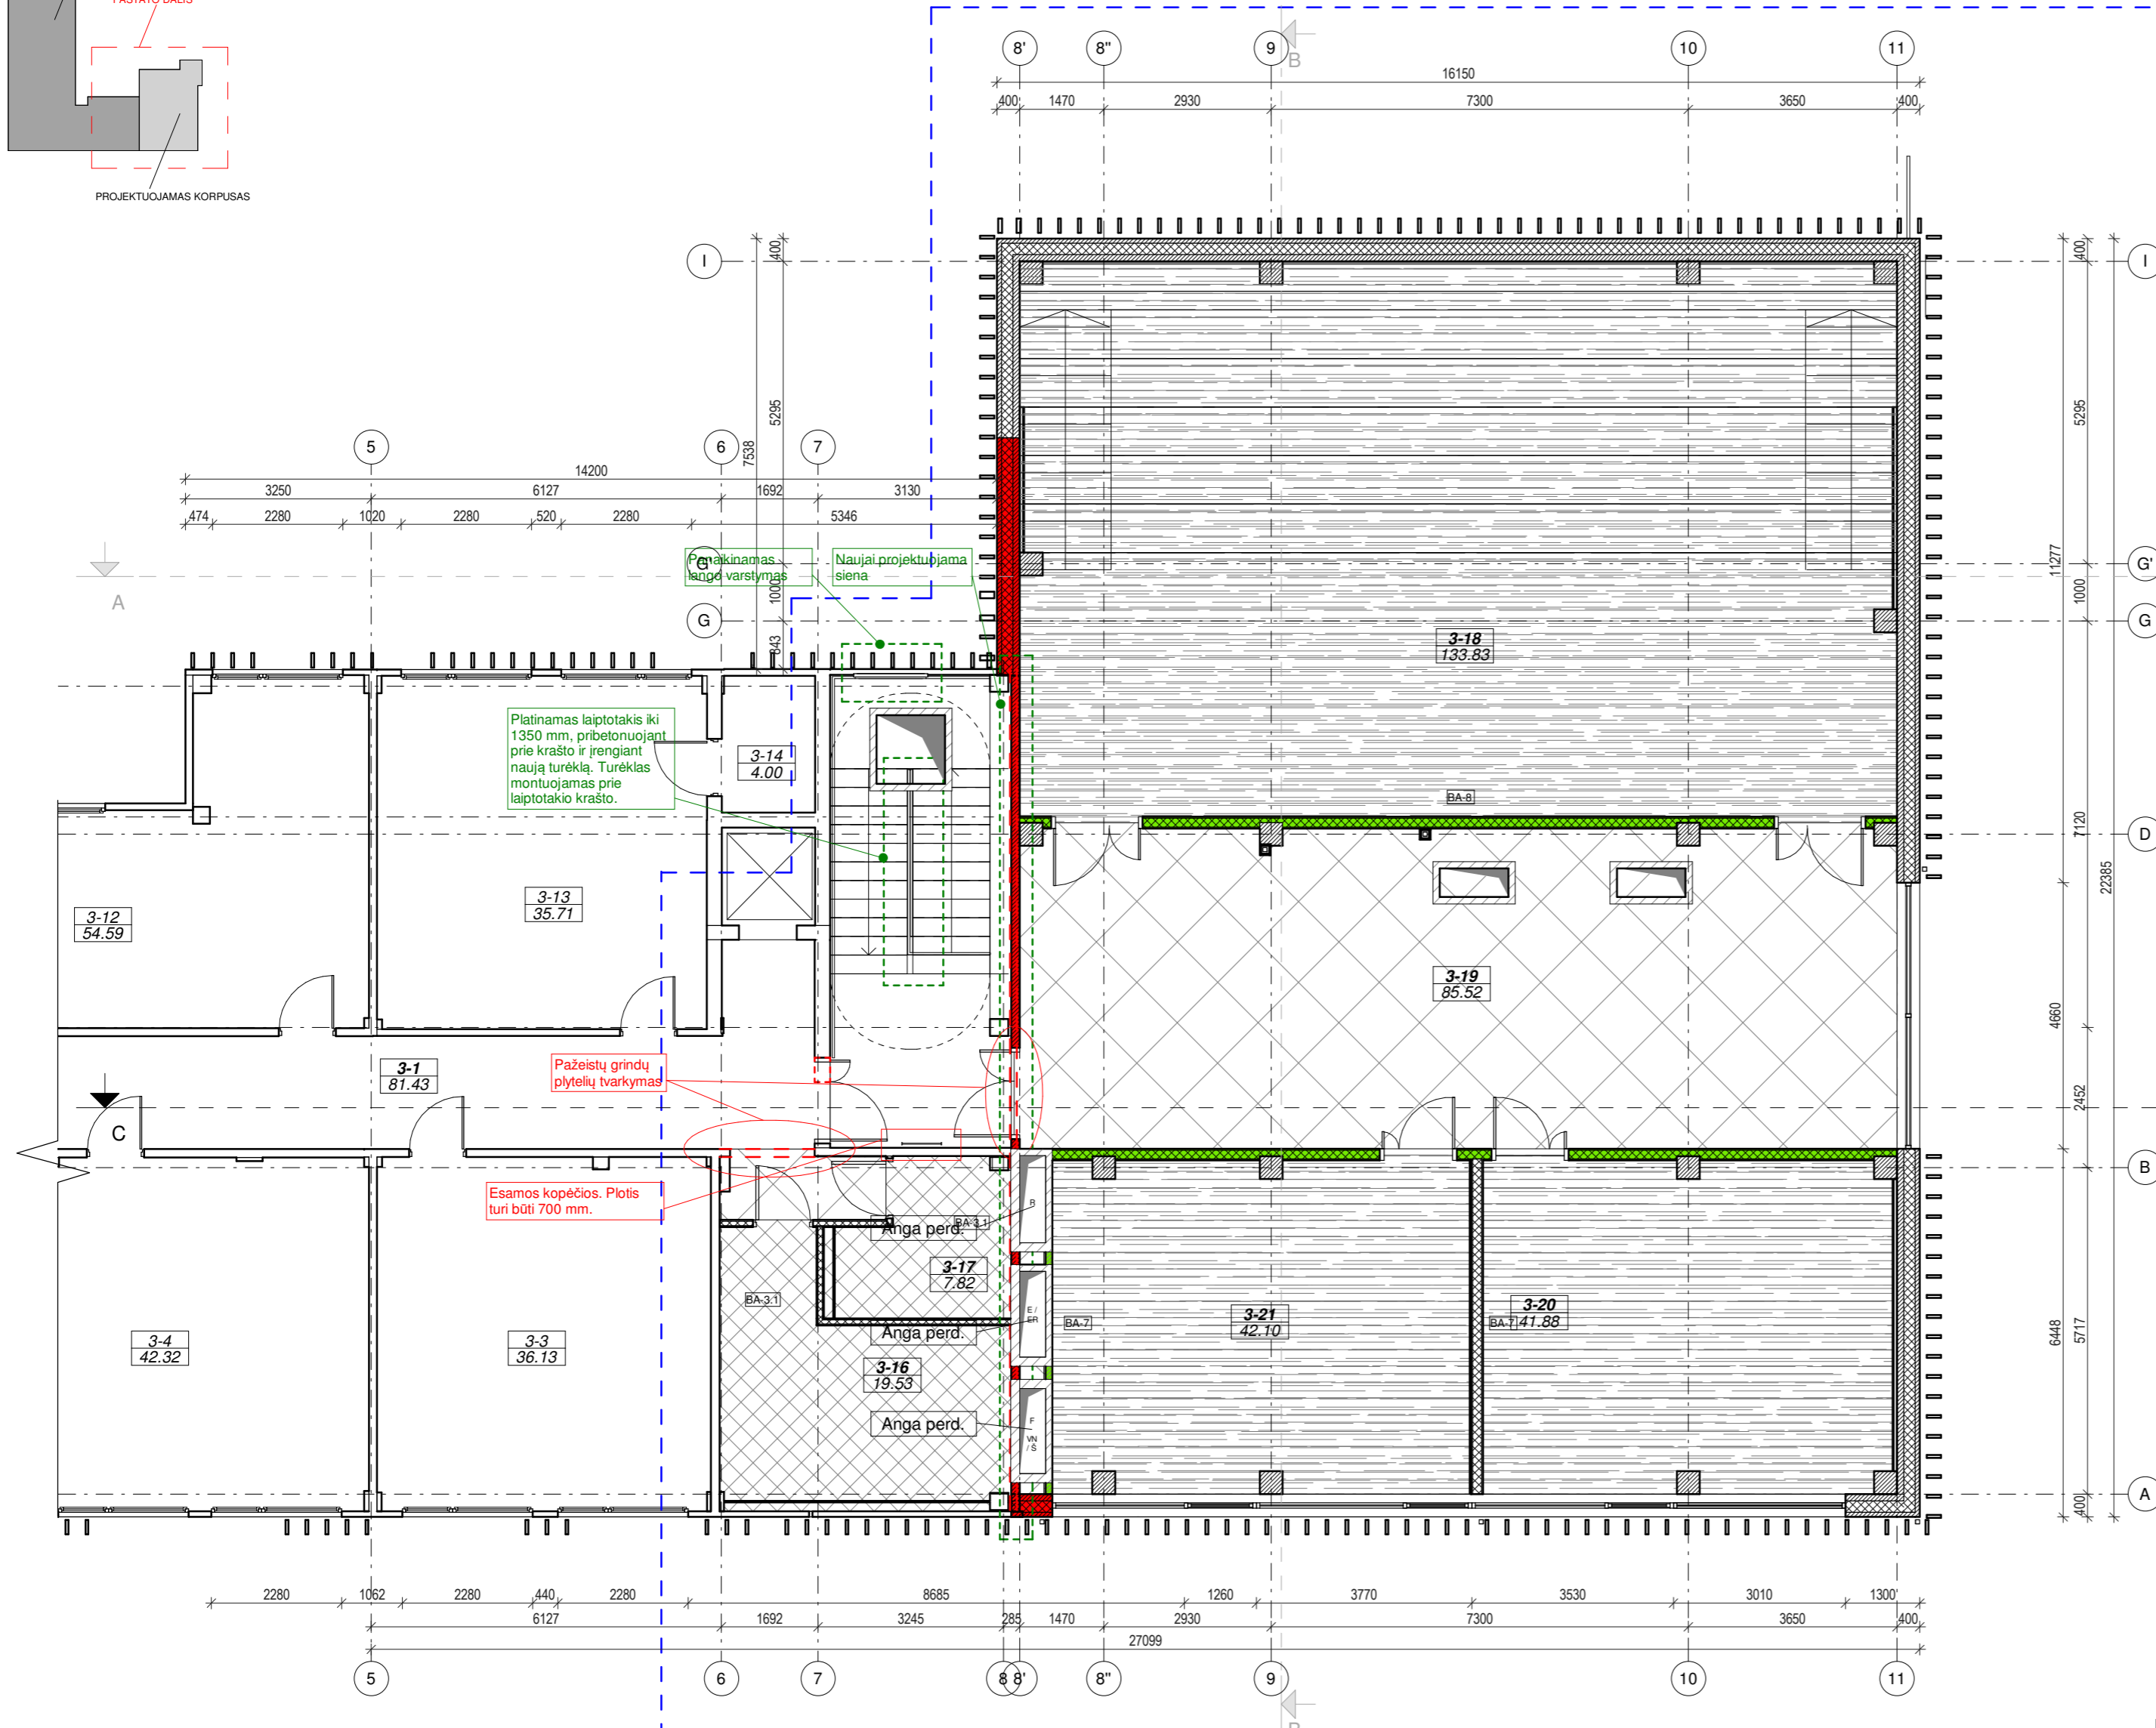 PROJEKTUOJAMAS KORPUSAS
8' 8" 9 10 11
B
16150
400 1470 2930 7300 3650 400
I
I
400
5295
7538
1000
843
5 6 7
14200
3250 6127 1692 3130
474 2280 1020 2280 520 2280 5346
G'
G
Panaikinamas
lango varstymas
Naujai projektuojama
siena
A
Platinamas laiptotakis iki
1350 mm, pribetonuojant
prie krašto ir įrengiant
naują turėklą. Turėklas
montuojamas prie
laiptotakio krašto.
3-14
4.00
3-18
133.83
BA-8
3-12
54.59
3-13
35.71
3-19
85.52
3-1
81.43
Pažeistų grindų
plytelių tvarkymas
C
Esamos kopėčios. Plotis
turi būti 700 mm.
R
BA-3.1
Anga perd.
3-17
7.82
BA-3.1
E /
ER
Anga perd.
BA-7
3-21
42.10
3-20
BA-7
41.88
3-4
42.32
3-3
36.13
3-16
19.53
Anga perd.
F
VN
/ Š
400
5295
11277
1000
7120
22385
4660
2452
6448
5717
400
G'
G
D
B
A
2280 1062 2280 440 2280 8685 1260 3770 3530 3010 1300
6127 1692 3245 285 1470 2930 7300 3650 400
27099
5 6 7 8 8' 8" 9 10 11